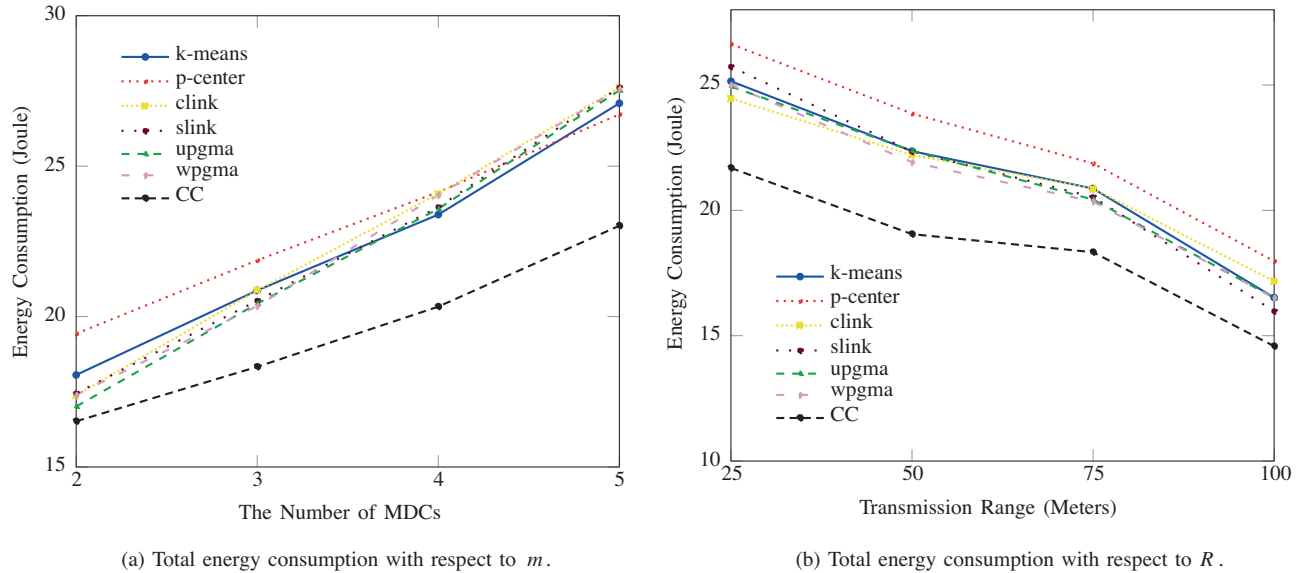 30
25
20
15
2
3
4
5
Energy Consumption (Joule)
The Number of MDCs
k-means
p-center
clink
slink
upgma
wpgma
CC
(a) Total energy consumption with respect to m.
25
20
15
10
25
50
75
100
Energy Consumption (Joule)
Transmission Range (Meters)
k-means
p-center
clink
slink
upgma
wpgma
CC
(b) Total energy consumption with respect to R.